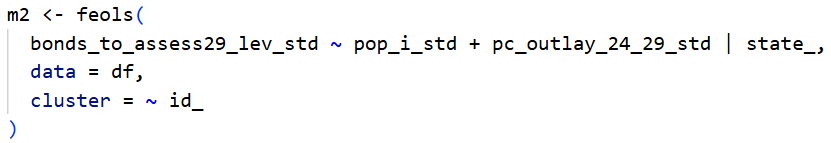 m2 <- feols(
  bonds_to_assess29_lev_std ~ pop_i_std + pc_outlay_24_29_std | state_,
  data = df,
  cluster = ~ id_
)